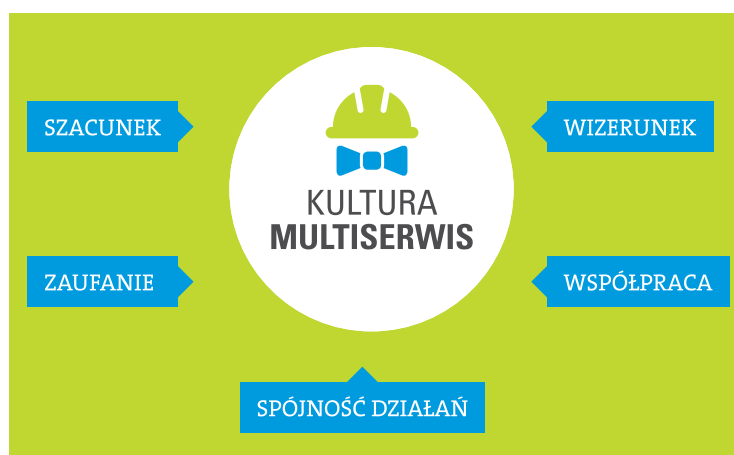 SZACUNEK
WIZERUNEK
KULTURA
MULTISERWIS
ZAUFANIE
WSPÓŁPRACA
SPÓJNOŚĆ DZIAŁAŃ